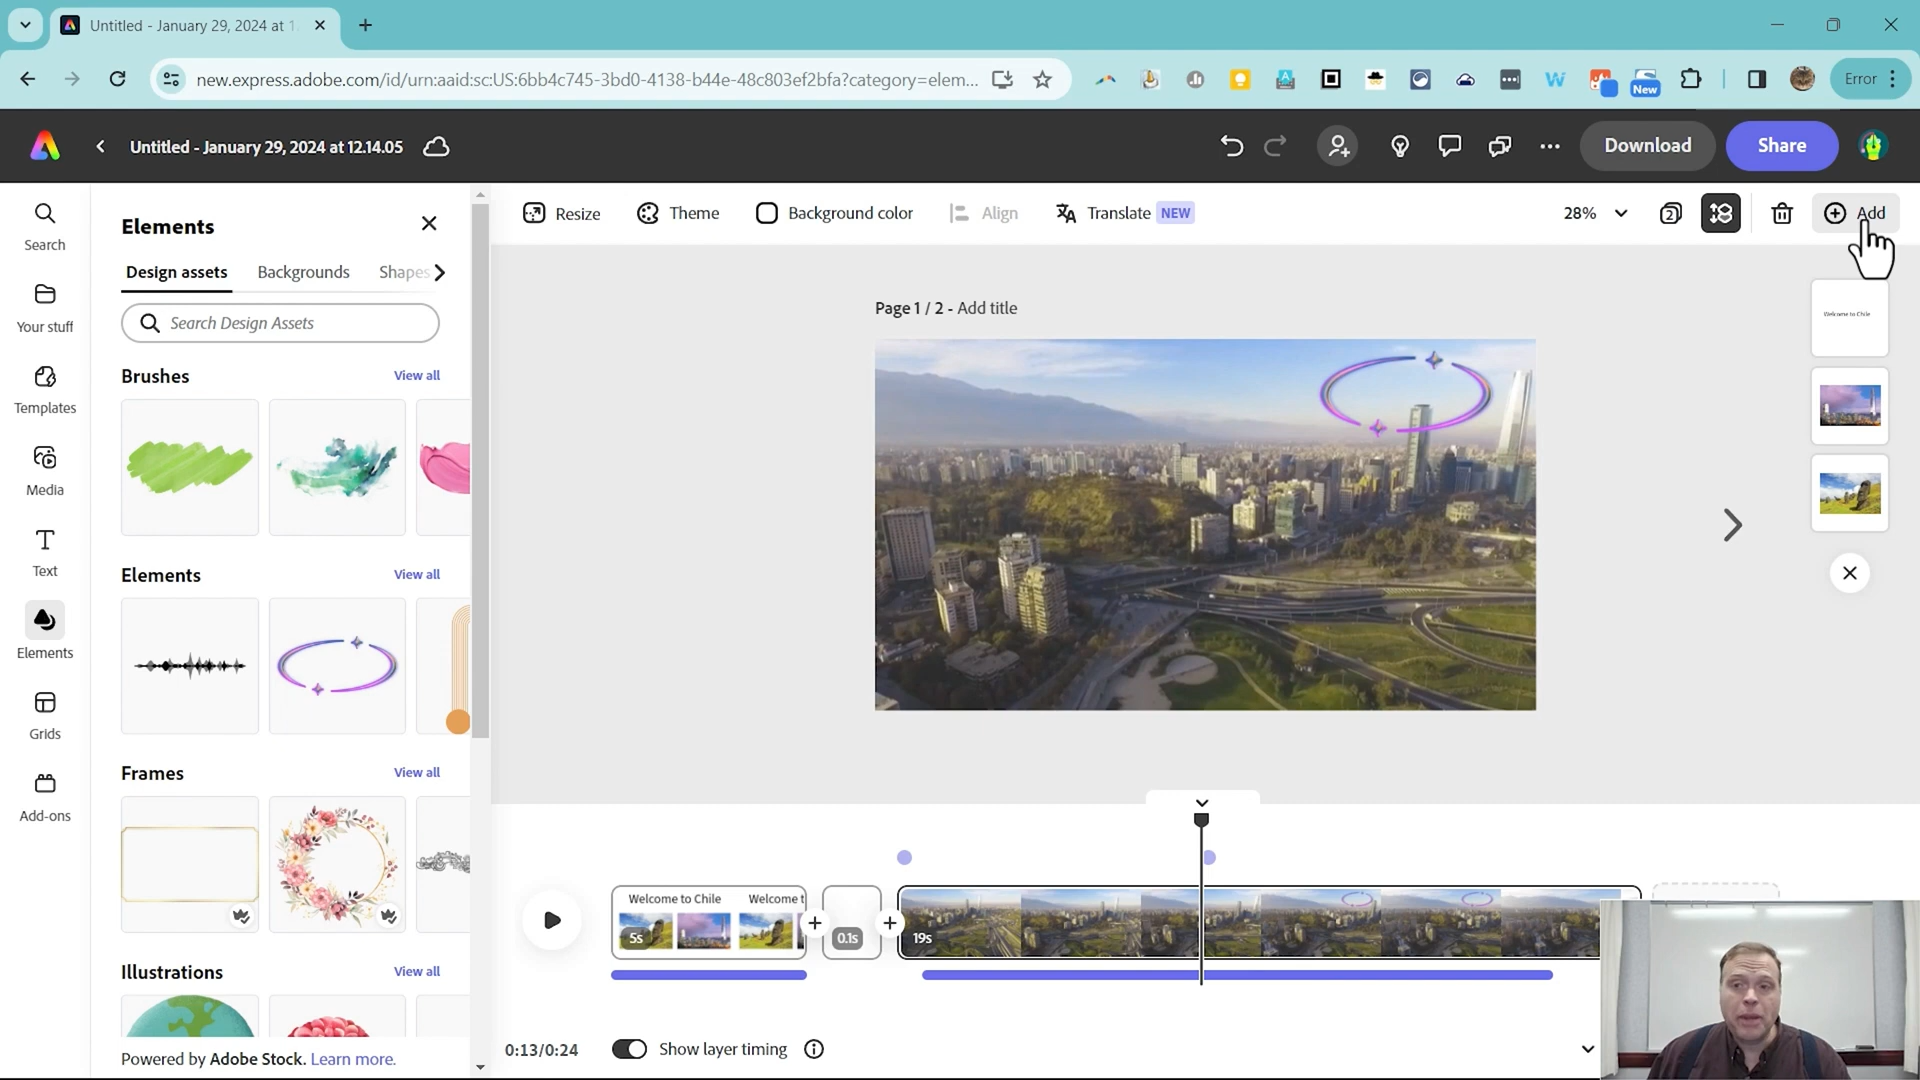 Untitled - January 29, 2024 at 1
new.express.adobe.com/id/urn:aaid:sc:US:6bb4c745-3bd0-4138-b44e-48c803ef2bfa?category=elem...
New
Error
Untitled - January 29, 2024 at 12.14.05
Download
Share
Search
Your stuff
Templates
Media
Text
Elements
Grids
Add-ons
Elements
Design assets
Backgrounds
Shapes
Search Design Assets
Brushes
View all
Elements
View all
Frames
View all
Illustrations
View all
Powered by Adobe Stock. Learn more.
Resize
Theme
Background color
Align
Translate NEW
28%
2
Add
Page 1 / 2 - Add title
Welcome to Chile
Welcome to Chile
Welcome t
5s
0.1s
19s
0:13/0:24
Show layer timing